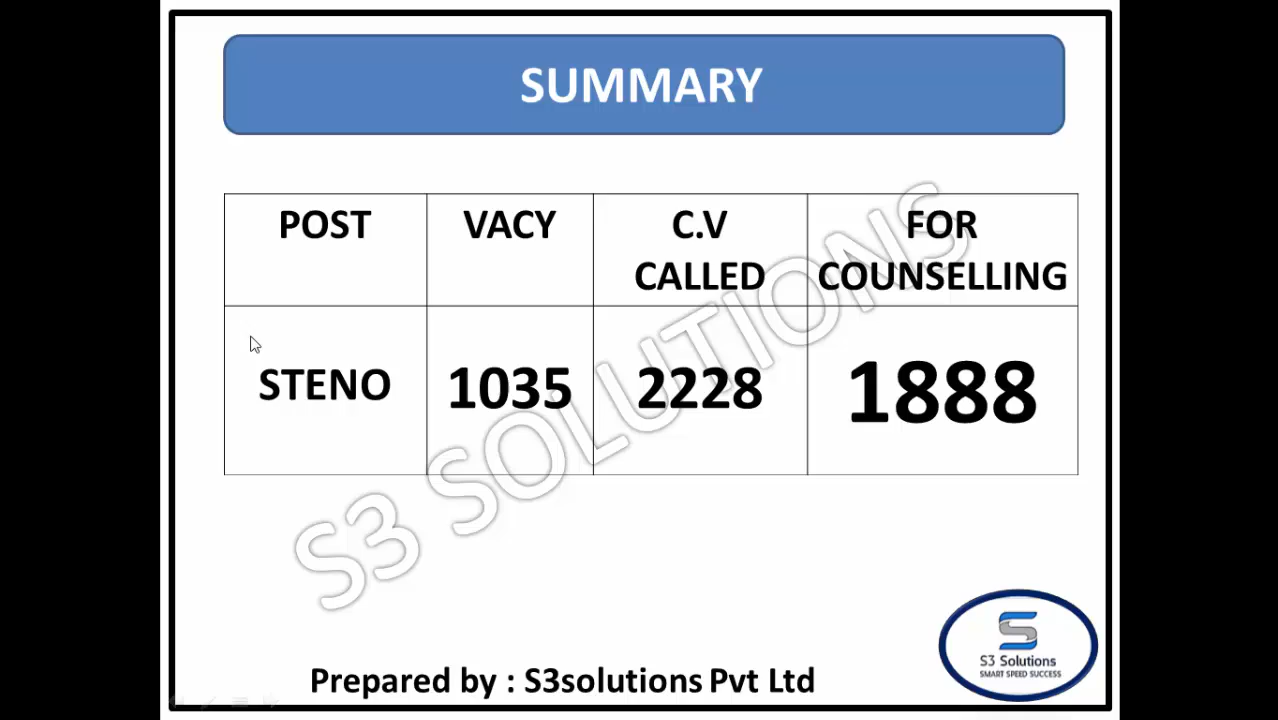 SUMMARY
POST VACY C.V CALLED FOR COUNSELLING
STENO 1035 2228 1888
S3 SOLUTIONS
Prepared by : S3solutions Pvt Ltd
S3 Solutions
SMART SPEED SUCCESS